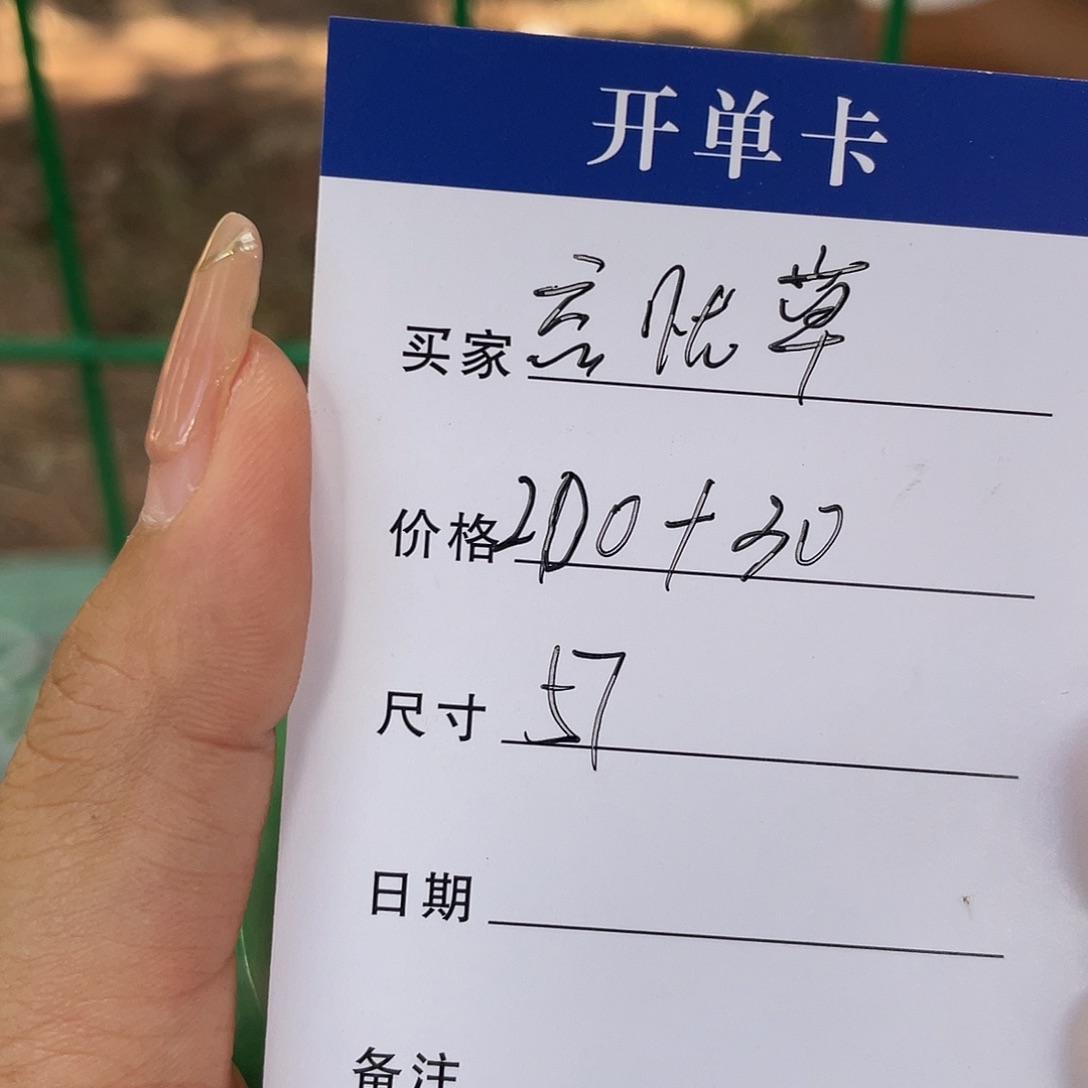 开单卡
买家 忘忧草
价格 200+30
尺寸 57
日期
备注